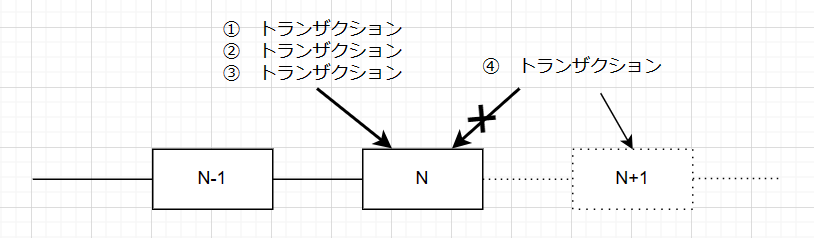 ① トランザクション
② トランザクション
③ トランザクション
④ トランザクション
N-1
N
N+1